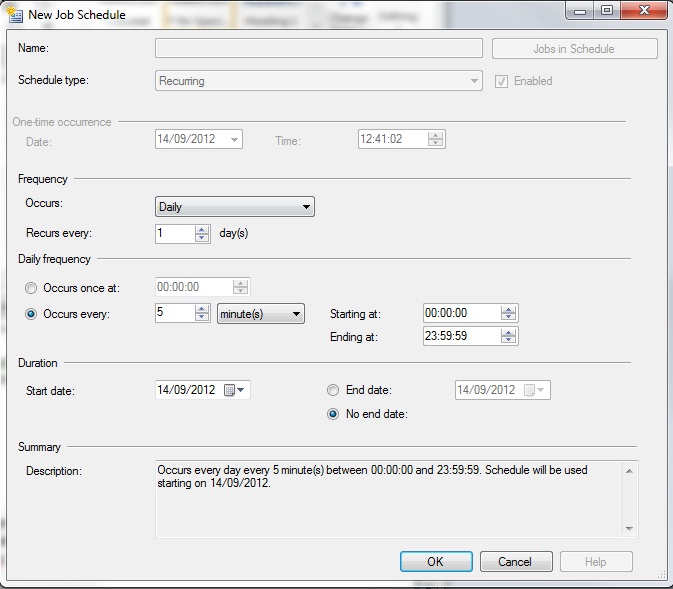 New Job Schedule
Name:
Jobs in Schedule
Schedule type: Recurring Enabled
One-time occurrence
Date: 14/09/2012 Time: 12:41:02
Frequency
Occurs: Daily
Recurs every: 1 day(s)
Daily frequency
Occurs once at: 00:00:00
Occurs every: 5 minute(s) Starting at: 00:00:00
Ending at: 23:59:59
Duration
Start date: 14/09/2012 End date: 14/09/2012
No end date:
Summary
Description: Occurs every day every 5 minute(s) between 00:00:00 and 23:59:59. Schedule will be used
starting on 14/09/2012.
OK Cancel Help